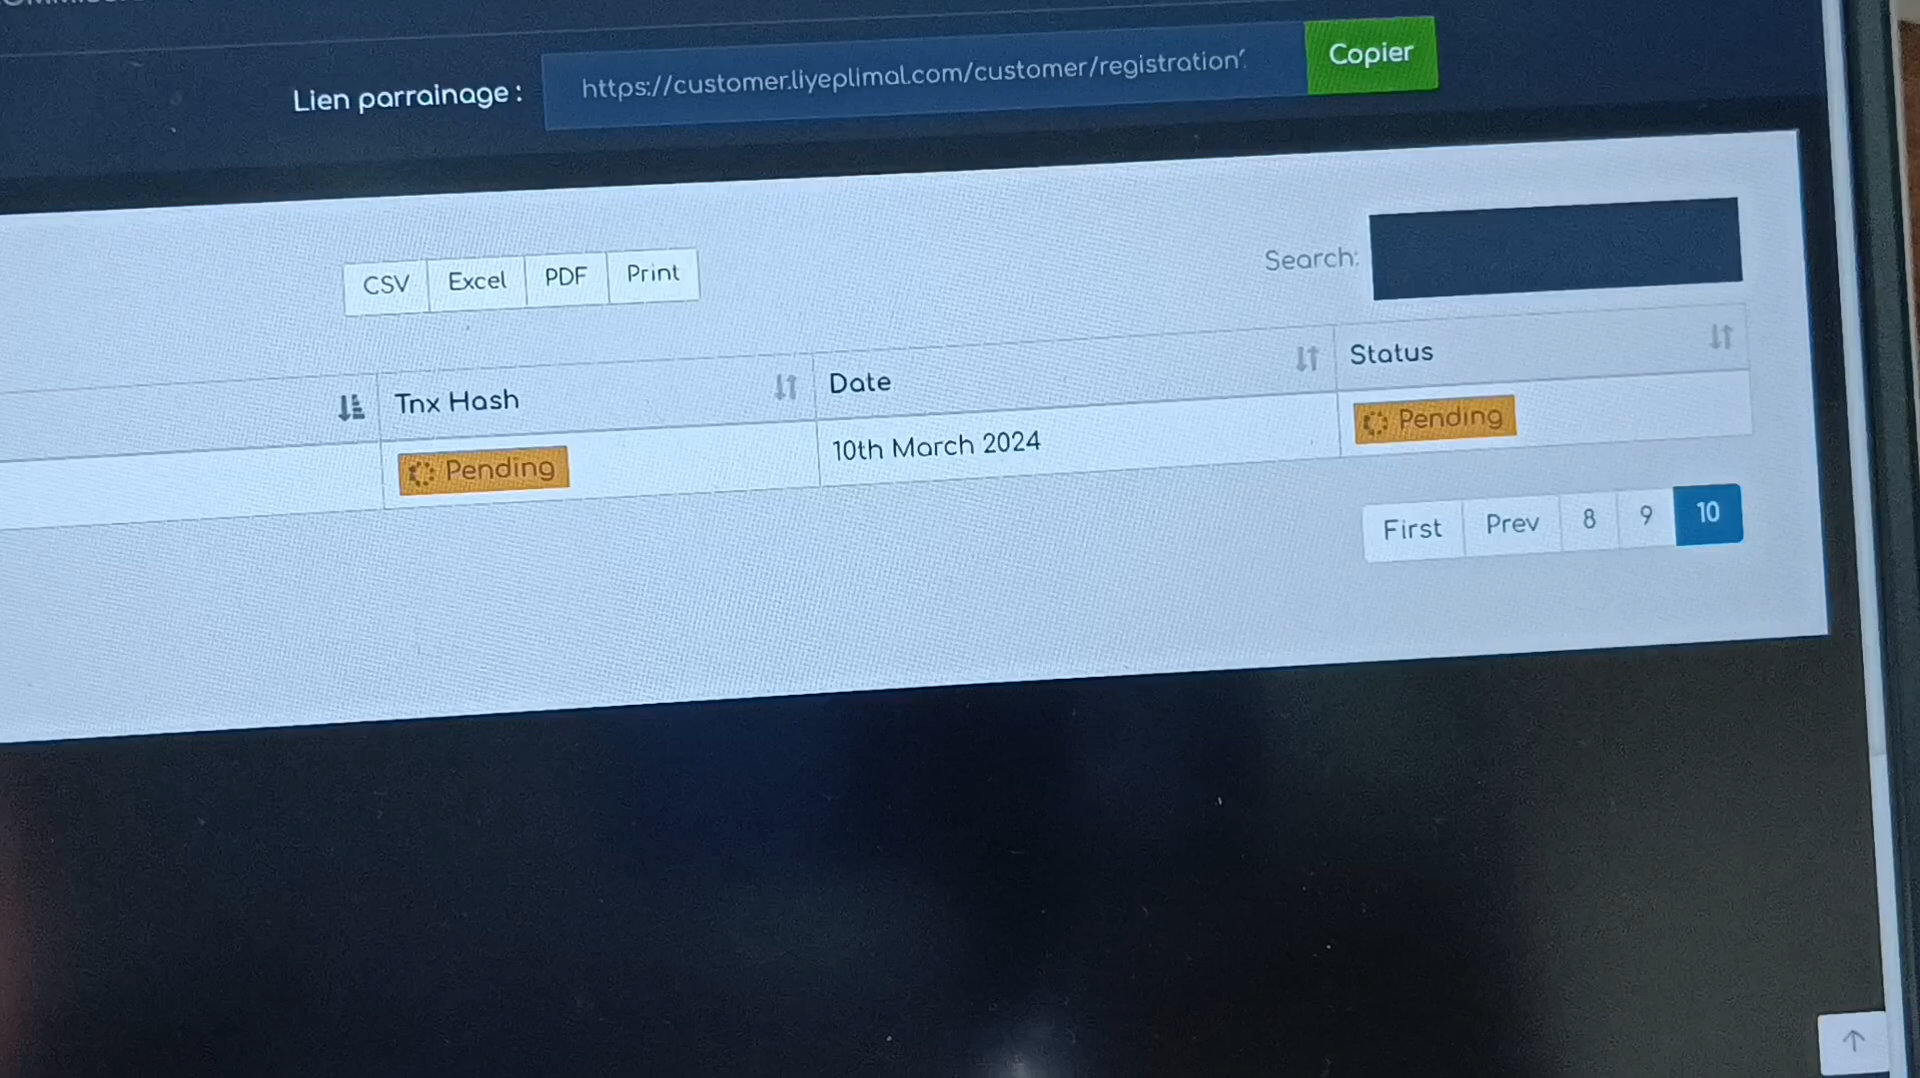 Lien parrainage :
https://customer.liyeplimal.com/customer/registration
Copier
CSV Excel PDF Print
Search:
Tnx Hash Date Status
Pending 10th March 2024 Pending
First Prev 8 9 10